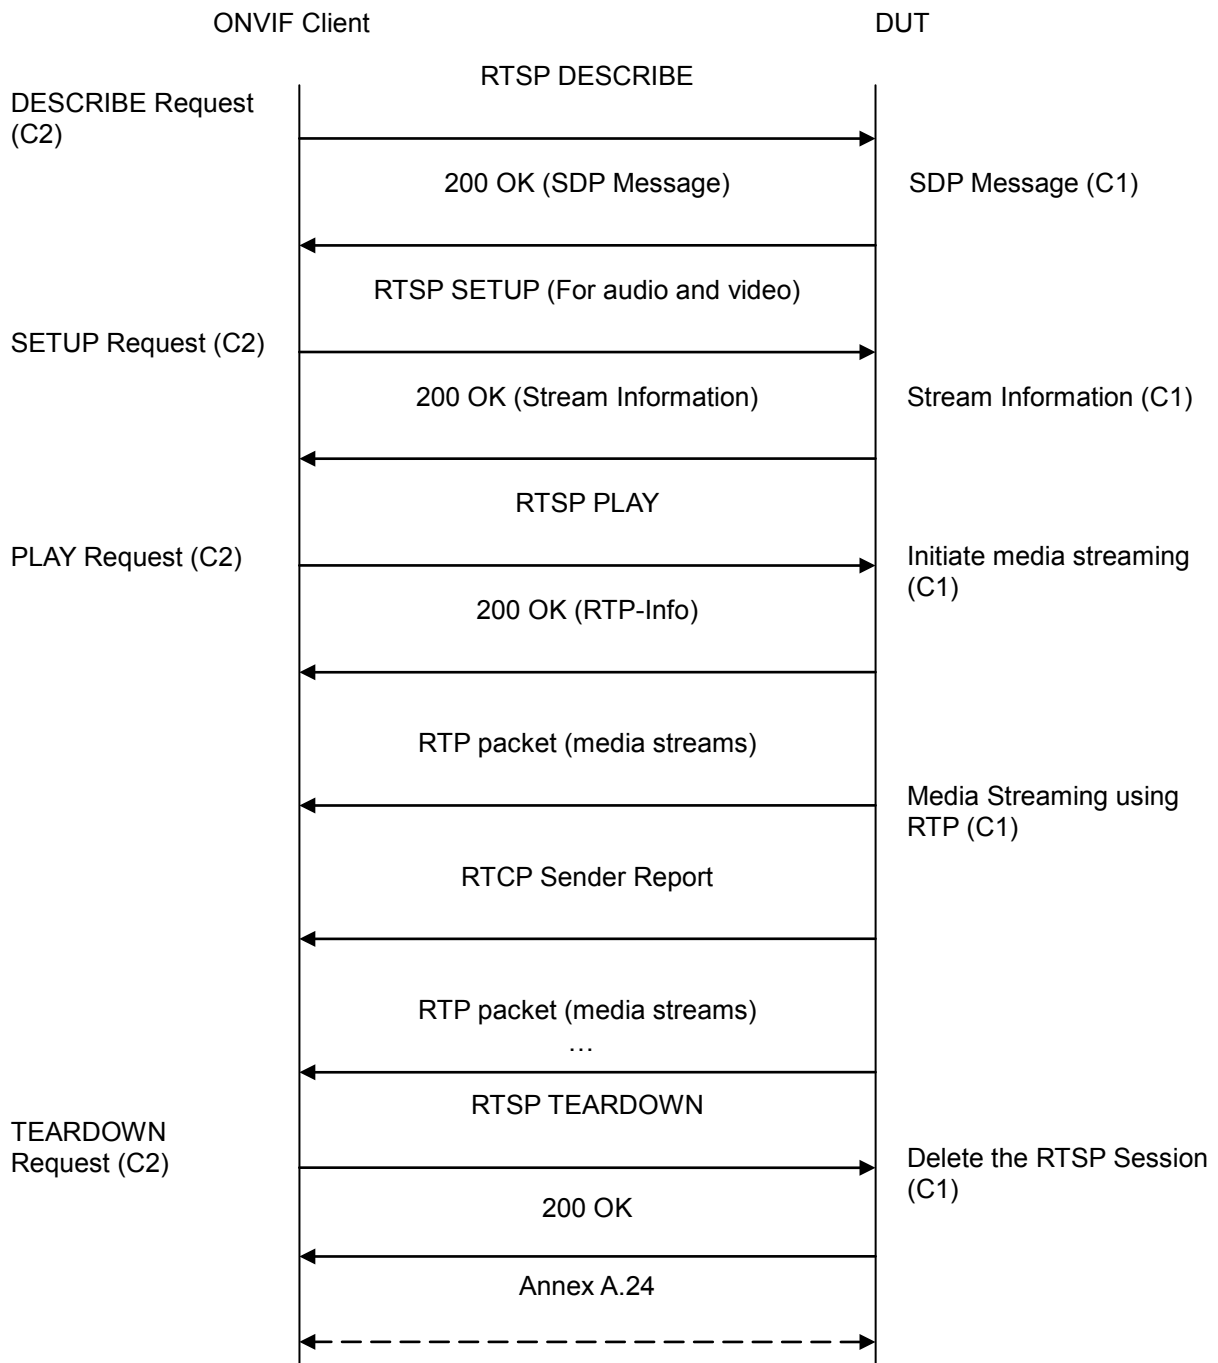 ONVIF Client
DUT
RTSP DESCRIBE
DESCRIBE Request
(C2)
200 OK (SDP Message)
SDP Message (C1)
RTSP SETUP (For audio and video)
SETUP Request (C2)
200 OK (Stream Information)
Stream Information (C1)
RTSP PLAY
PLAY Request (C2)
Initiate media streaming
(C1)
200 OK (RTP-Info)
RTP packet (media streams)
Media Streaming using
RTP (C1)
RTCP Sender Report
RTP packet (media streams)
…
RTSP TEARDOWN
TEARDOWN
Request (C2)
Delete the RTSP Session
(C1)
200 OK
Annex A.24